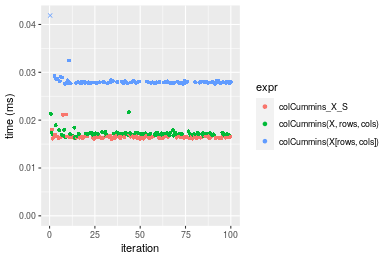 0.04
0.03
0.02
0.01
0.00
time (ms)
0
25
50
75
100
iteration
expr
colCummins_X_S
colCummins(X, rows, cols)
colCummins(X[rows, cols])